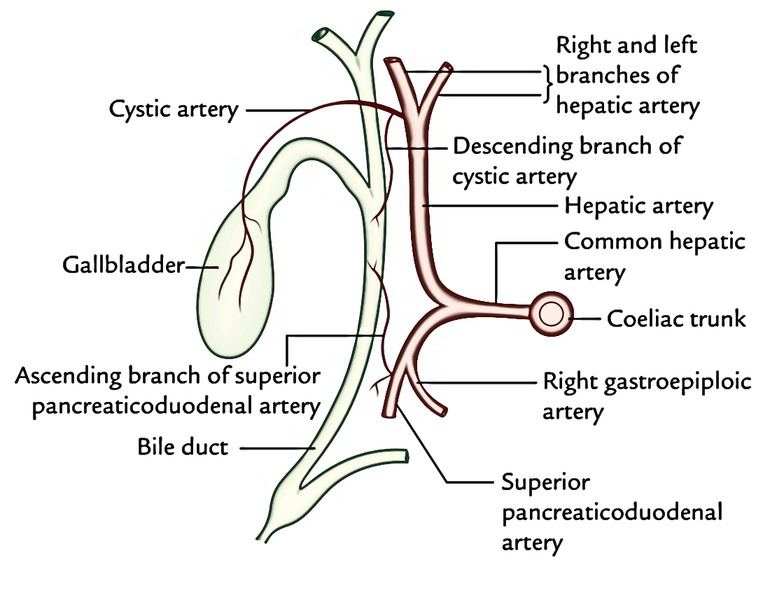 Right and left
branches of
hepatic artery
Cystic artery
Descending branch of
cystic artery
Hepatic artery
Common hepatic
artery
Gallbladder
Coeliac trunk
Ascending branch of superior
pancreaticoduodenal artery
Right gastroepiploic
artery
Bile duct
Superior
pancreaticoduodenal
artery